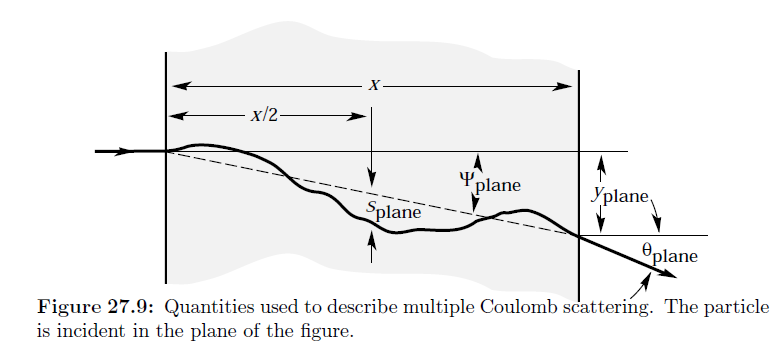 x
x/2
Ψplane
splane
yplane
θplane
Figure 27.9: Quantities used to describe multiple Coulomb scattering. The particle
is incident in the plane of the figure.